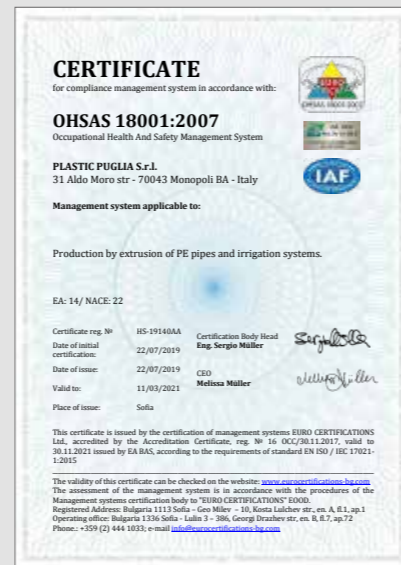 CERTIFICATE
for compliance management system in accordance with:
OHSAS 18001:2007
Occupational Health And Safety Management System
PLASTIC PUGLIA S.r.l.
31 Aldo Moro str - 70043 Monopoli BA - Italy
Management system applicable to:
Production by extrusion of PE pipes and irrigation systems.
EA: 14/ NACE: 22
OHSAS 18001:2007
IAF
Certificate reg. № HS-19140AA
Date of initial certification: 22/07/2019
Date of issue: 22/07/2019
Valid to: 11/03/2021
Place of issue: Sofia
Certification Body Head
Eng. Sergio Müller
CEO
Melissa Müller
This certificate is issued by the certification of management systems EURO CERTIFICATIONS
Ltd., accredited by the Accreditation Certificate, reg. № 16 OCC/30.11.2017, valid to
30.11.2021 issued by EA BAS, according to the requirements of standard EN ISO / IEC 17021-
1:2015
The validity of this certificate can be checked on the website: www.eurocertifications-bg.com
The assessment of the management system is in accordance with the procedures of the
Management systems certification body to "EURO CERTIFICATIONS" EOOD.
Registered Address: Bulgaria 1113 Sofia – Geo Milev – 10, Kosta Lulchev str., en. A, fl.1, ap.1
Operating office: Bulgaria 1336 Sofia - Lulin 3 – 386, Georgi Drazhev str, en. B, fl.7, ap.72
Phone.: +359 (2) 444 1033; e-mail info@eurocertifications-bg.com